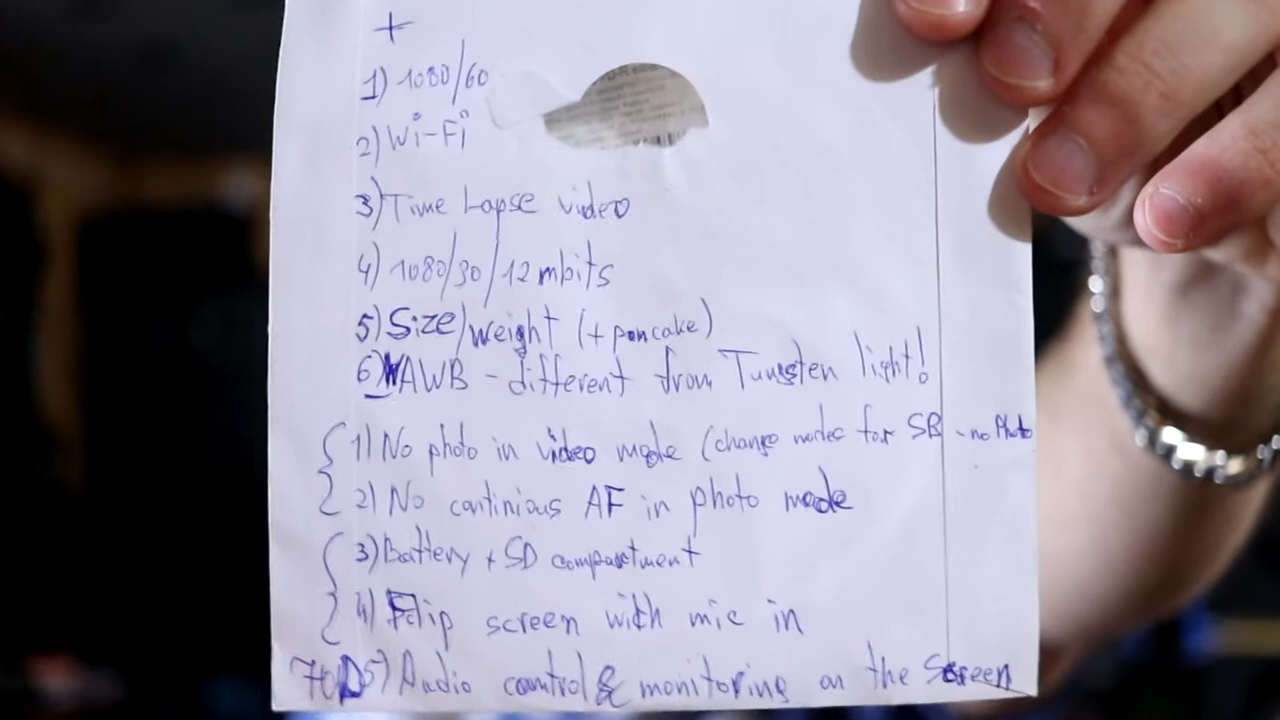 +
1) 1080/60
2) Wi-Fi
3) Time Lapse video
4) 1080/30/12 mbits
5) Size/weight (+ pancake)
6) AWB - different from Tungsten light!
1) No photo in video mode (change modes for SB - no Photo
2) No continious AF in photo mode
3) Battery + SD compartment
4) Flip screen with mic in
70D 5) Audio control & monitoring on the screen